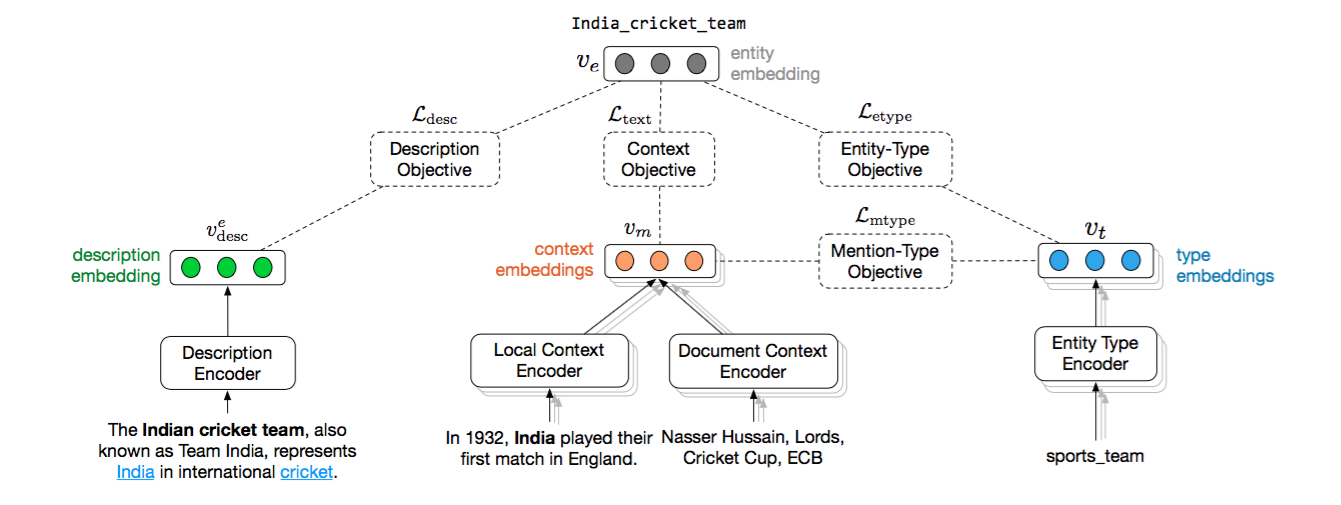 India_cricket_team
v_e
entity
embedding
ℒ_desc
ℒ_text
ℒ_etype
Description
Objective
Context
Objective
Entity-Type
Objective
v^e_desc
v_m
ℒ_mtype
v_t
description
embedding
context
embeddings
Mention-Type
Objective
type
embeddings
Description
Encoder
Local Context
Encoder
Document Context
Encoder
Entity Type
Encoder
The Indian cricket team, also
known as Team India, represents
India in international cricket.
In 1932, India played their
first match in England.
Nasser Hussain, Lords,
Cricket Cup, ECB
sports_team